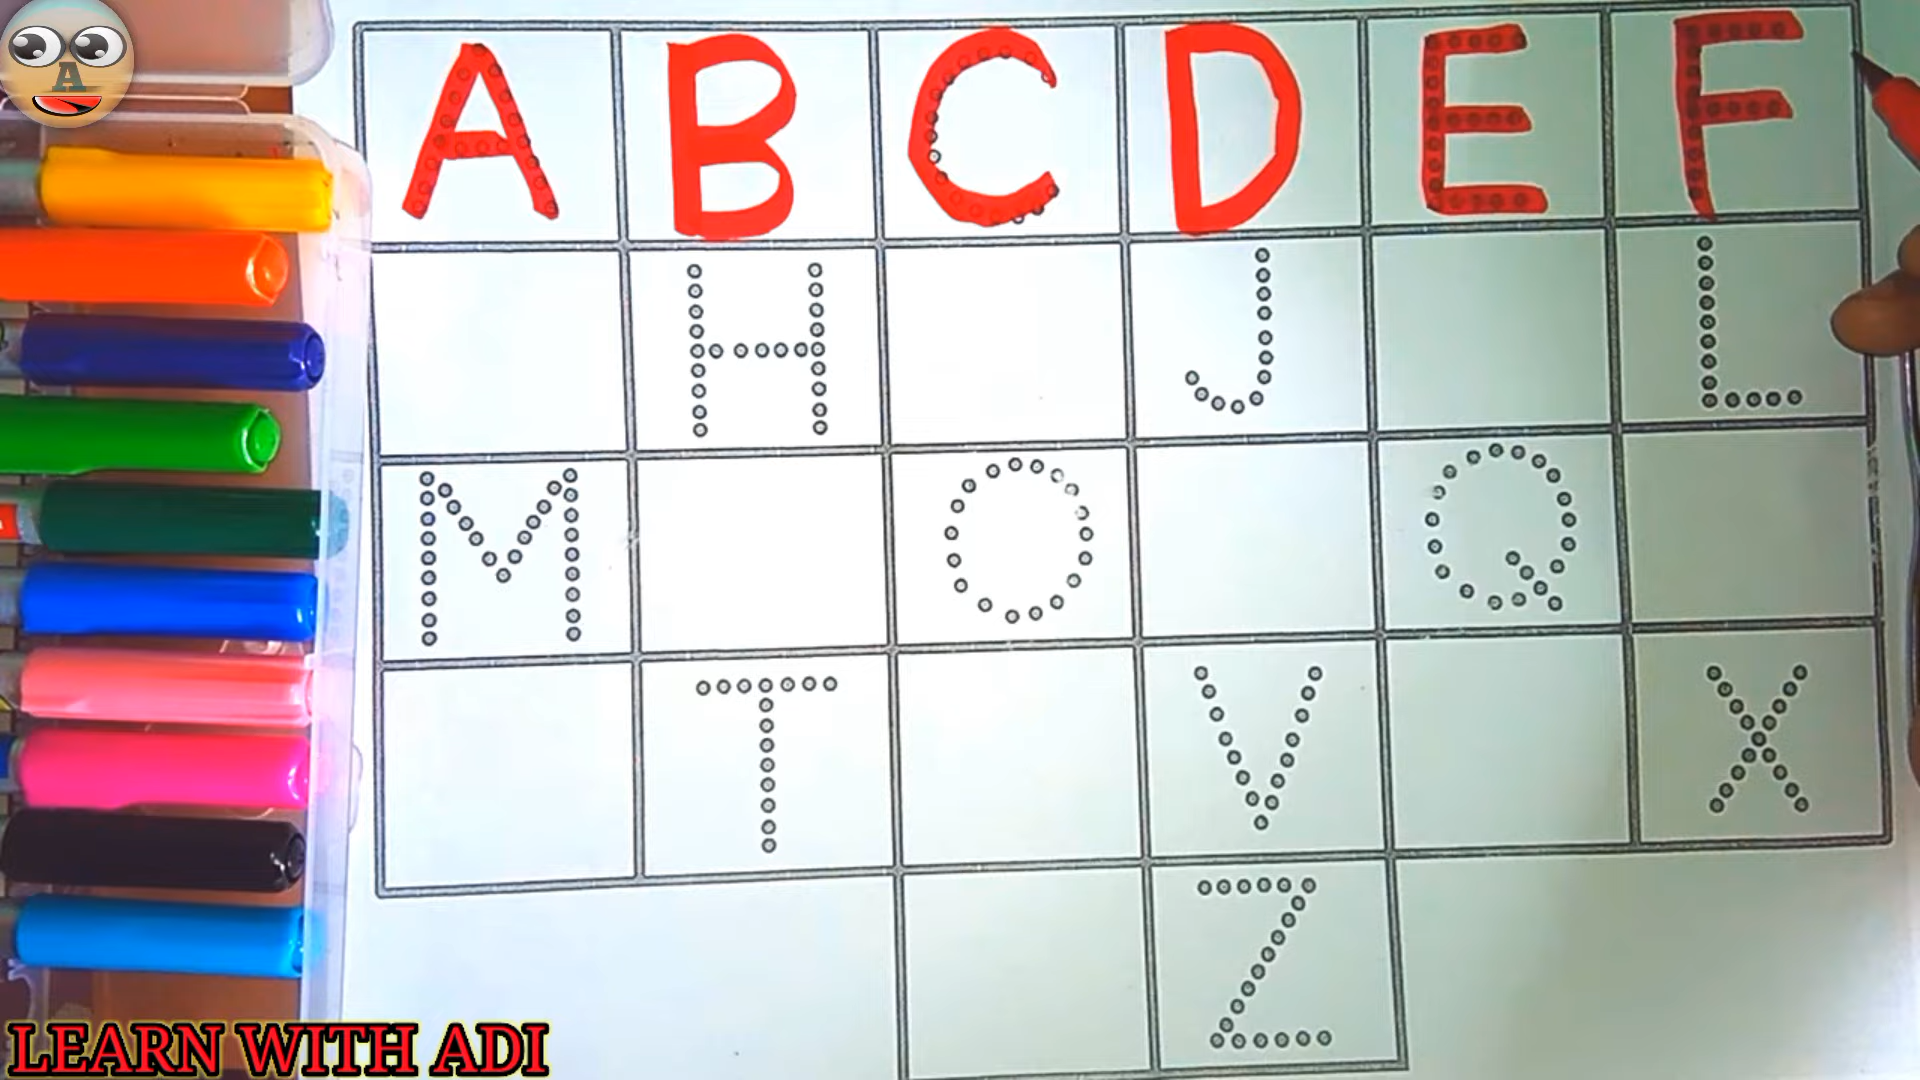 A
A B C D E F
H J L
M O Q
T V X
Z
LEARN WITH ADI